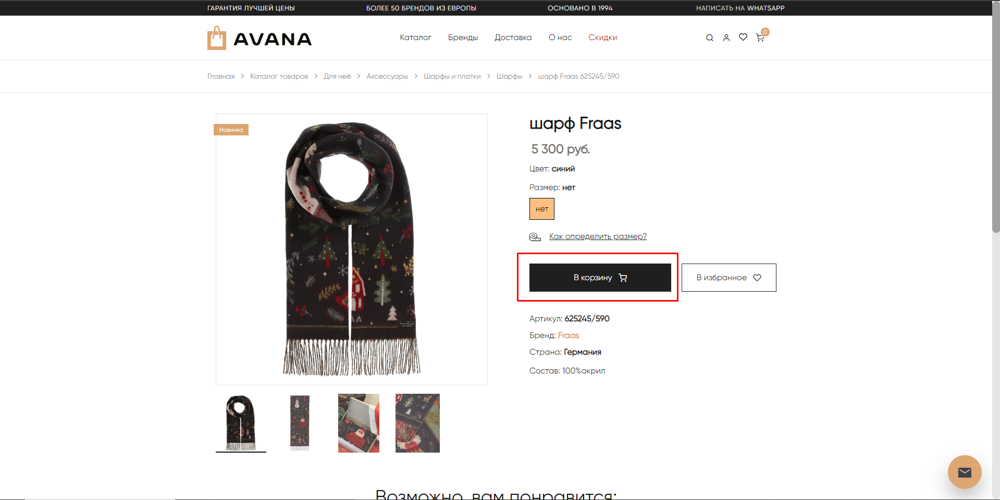 ГАРАНТИЯ ЛУЧШЕЙ ЦЕНЫ БОЛЕЕ 50 БРЕНДОВ ИЗ ЕВРОПЫ ОСНОВАНО В 1994 НАПИСАТЬ НА WHATSAPP
AVANA Каталог Бренды Доставка О нас Скидки 0
Главная > Каталог товаров > Для неё > Аксессуары > Шарфы и платки > Шарфы > шарф Fraas 625245/590
Новинка
FRAAS
шарф Fraas
5 300 руб.
Цвет: синий
Размер: нет
нет
Как определить размер?
В корзину
В избранное
Артикул: 625245/590
Бренд: Fraas
Страна: Германия
Состав: 100%акрил
Возможно, вам понравится: